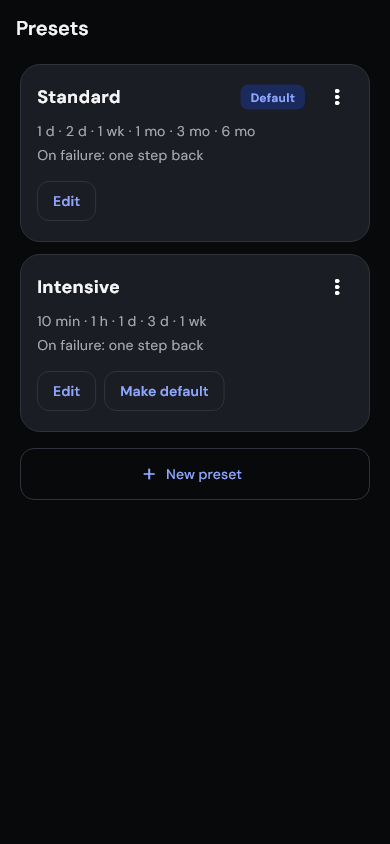 Presets
Standard
Default
1 d · 2 d · 1 wk · 1 mo · 3 mo · 6 mo
On failure: one step back
Edit
Intensive
10 min · 1 h · 1 d · 3 d · 1 wk
On failure: one step back
Edit
Make default
+ New preset